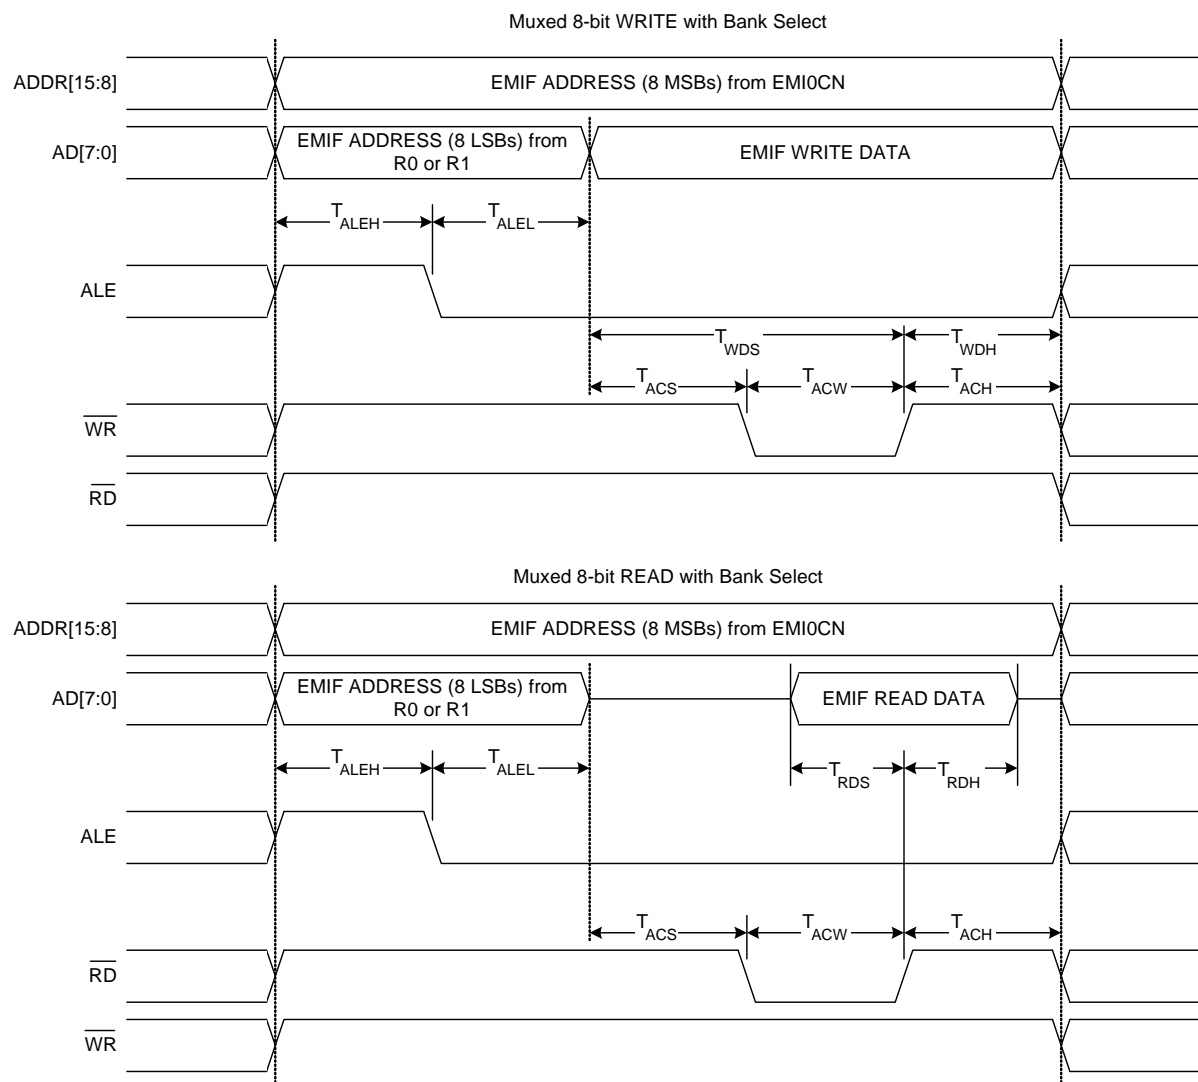 Muxed 8-bit WRITE with Bank Select
ADDR[15:8]
EMIF ADDRESS (8 MSBs) from EMI0CN
AD[7:0]
EMIF ADDRESS (8 LSBs) from
R0 or R1
EMIF WRITE DATA
TALEH
TALEL
ALE
TWDS
TWDH
TACS
TACW
TACH
WR
RD
Muxed 8-bit READ with Bank Select
ADDR[15:8]
EMIF ADDRESS (8 MSBs) from EMI0CN
AD[7:0]
EMIF ADDRESS (8 LSBs) from
R0 or R1
EMIF READ DATA
TALEH
TALEL
TRDS
TRDH
ALE
TACS
TACW
TACH
RD
WR